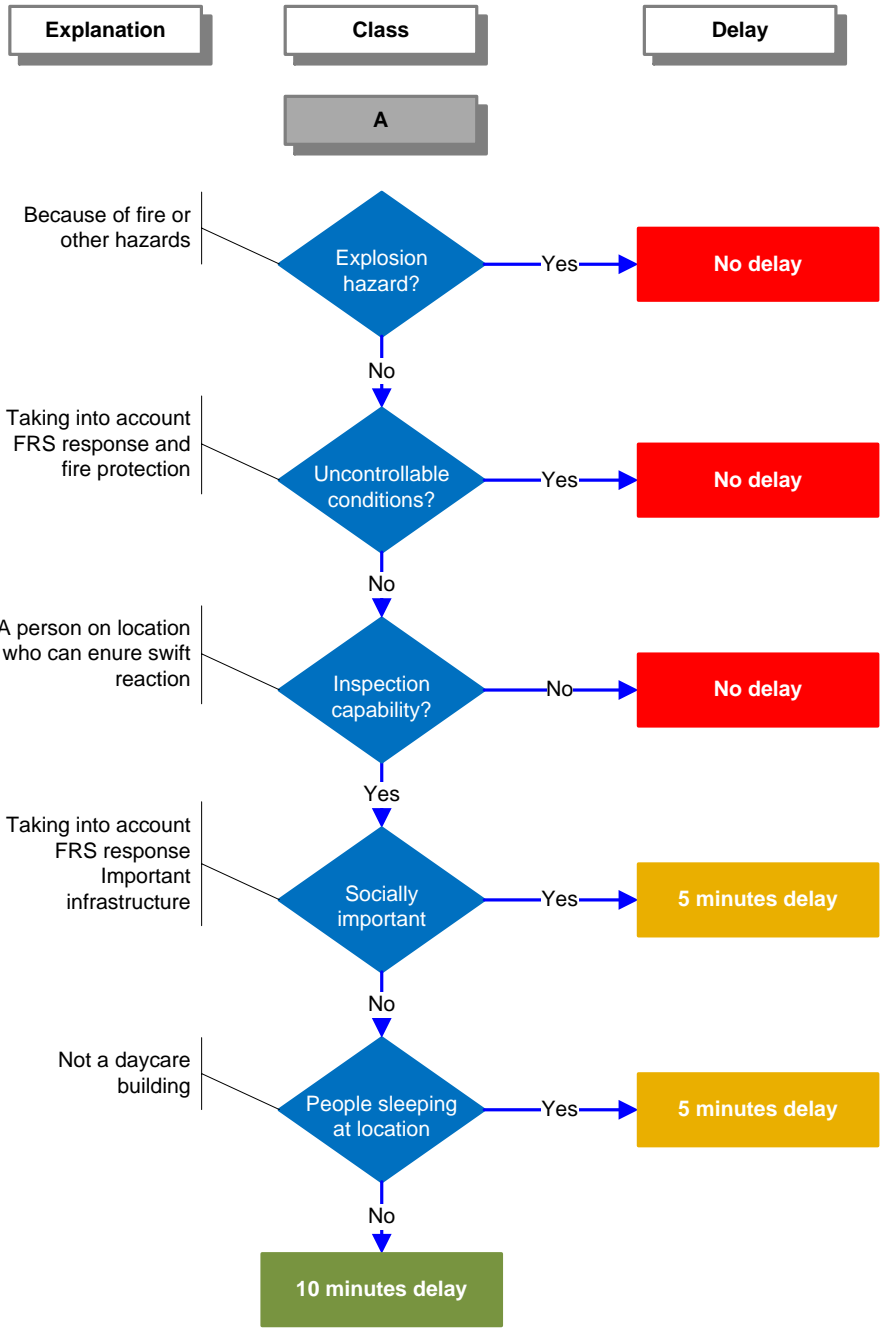 Explanation
Class
Delay
A
Because of fire or
other hazards
Explosion
hazard?
Yes
No delay
No
Taking into account
FRS response and
fire protection
Uncontrollable
conditions?
Yes
No delay
No
A person on location
who can enure swift
reaction
Inspection
capability?
No
No delay
Yes
Taking into account
FRS response
Important
infrastructure
Socially
important
Yes
5 minutes delay
No
Not a daycare
building
People sleeping
at location
Yes
5 minutes delay
No
10 minutes delay